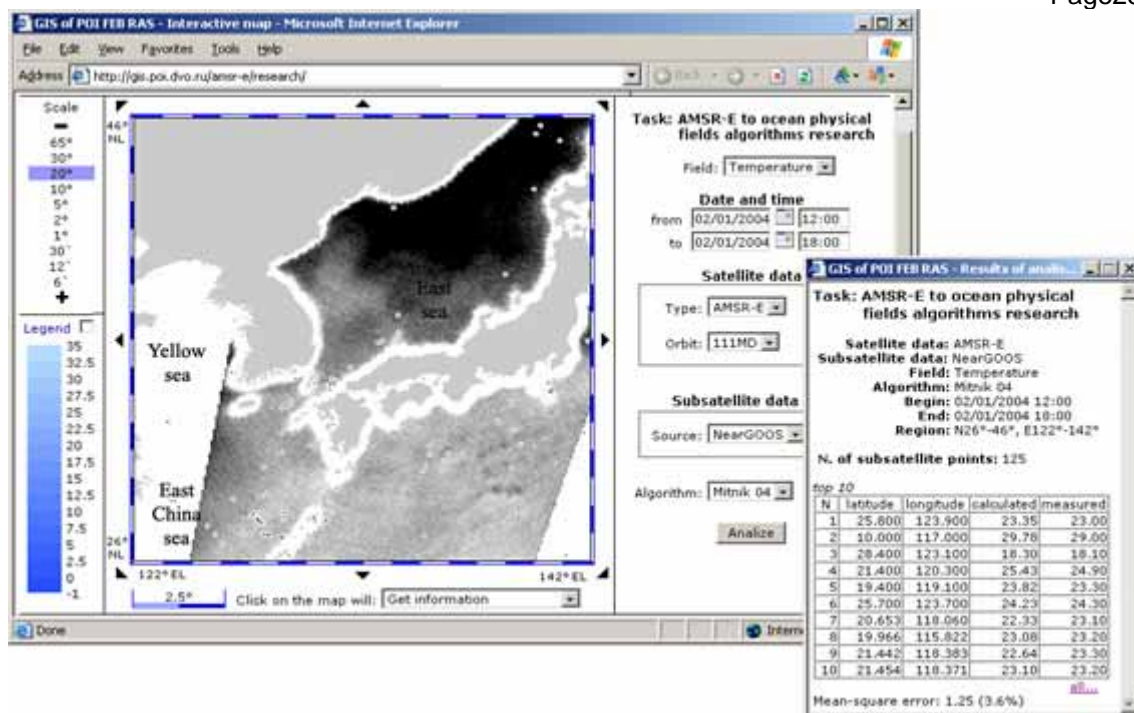 GIS of POI FEB RAS - Interactive map - Microsoft Internet Explorer
File Edit View Favorites Tools Help
Address http://gis.poi.dvo.ru/amsr-e/research/
Back
Scale
65°
30°
20°
10°
5°
2°
1°
30`
12`
6`
Legend
35
32.5
30
27.5
25
22.5
20
17.5
15
12.5
10
7.5
5
2.5
0
-1
46°
NL
East
sea
Yellow
sea
East
China
sea
26°
NL
122°EL
142°EL
2.5°
Click on the map will: Get information
Done
Task: AMSR-E to ocean physical
fields algorithms research
Field: Temperature
Date and time
from 02/01/2004 12:00
to 02/01/2004 18:00
Satellite data
Type: AMSR-E
Orbit: 111MD
Subsatellite data
Source: NearGOOS
Algorithm: Mitnik 04
Analize
GIS of POI FEB RAS - Results of analis...
Task: AMSR-E to ocean physical
fields algorithms research
Satellite data: AMSR-E
Subsatellite data: NearGOOS
Field: Temperature
Algorithm: Mitnik 04
Begin: 02/01/2004 12:00
End: 02/01/2004 18:00
Region: N26°-46°, E122°-142°
N. of subsatellite points: 125
top 10
N latitude longitude calculated measured
1 25.800 123.900 23.35 23.00
2 10.000 117.000 29.78 29.00
3 28.400 123.100 18.30 18.10
4 21.400 120.300 25.43 24.90
5 19.400 119.100 23.82 23.30
6 25.700 123.700 24.23 24.30
7 20.653 118.060 22.33 23.10
8 19.966 115.822 23.08 23.20
9 21.442 118.383 22.64 23.30
10 21.454 118.371 23.10 23.20
all...
Mean-square error: 1.25 (3.6%)